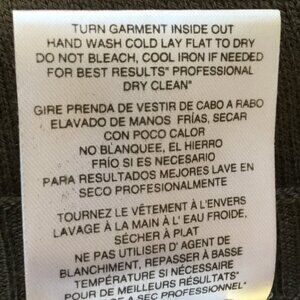 TURN GARMENT INSIDE OUT
HAND WASH COLD LAY FLAT TO DRY
DO NOT BLEACH, COOL IRON IF NEEDED
FOR BEST RESULTS" PROFESSIONAL
DRY CLEAN"
GIRE PRENDA DE VESTIR DE CABO A RABO
ELAVADO DE MANOS FRÍAS, SECAR
CON POCO CALOR
NO BLANQUEE, EL HIERRO
FRÍO SI ES NECESARIO
PARA RESULTADOS MEJORES LAVE EN
SECO PROFESIONALMENTE
TOURNEZ LE VÊTEMENT À L'ENVERS
LAVAGE À LA MAIN À L' EAU FROIDE,
SÉCHER À PLAT
NE PAS UTILISER D' AGENT DE
BLANCHIMENT, REPASSER À BASSE
TEMPÉRATURE SI NÉCESSAIRE
POUR DE MEILLEURS RÉSULTATS"
A SEC PROFESSIONNEL"